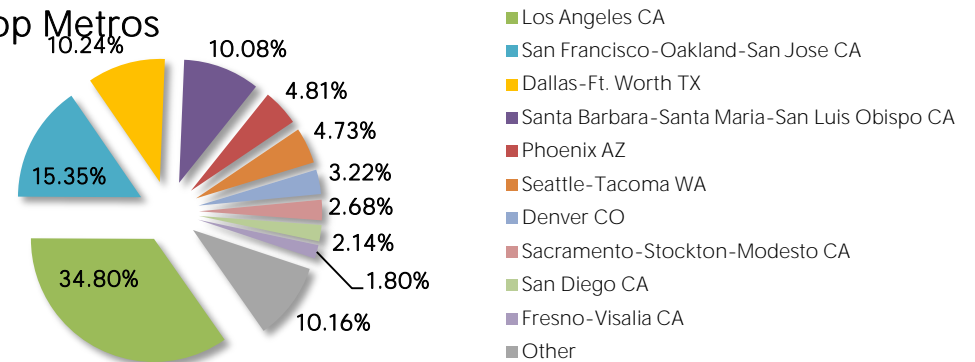 op Metros
10.24%
10.08%
4.81%
4.73%
3.22%
2.68%
2.14%
1.80%
10.16%
34.80%
15.35%
Los Angeles CA
San Francisco-Oakland-San Jose CA
Dallas-Ft. Worth TX
Santa Barbara-Santa Maria-San Luis Obispo CA
Phoenix AZ
Seattle-Tacoma WA
Denver CO
Sacramento-Stockton-Modesto CA
San Diego CA
Fresno-Visalia CA
Other